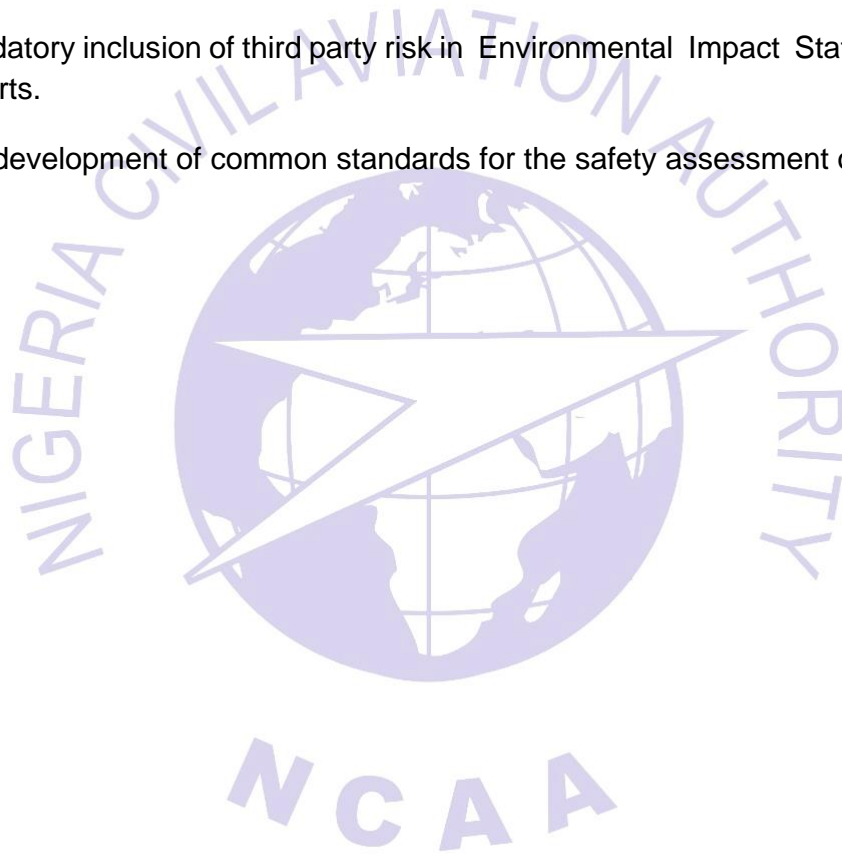 datory inclusion of third party risk in Environmental Impact Stat
rts.
development of common standards for the safety assessment o
NIGERIA CIVIL AVIATION AUTHORITY
NCAA